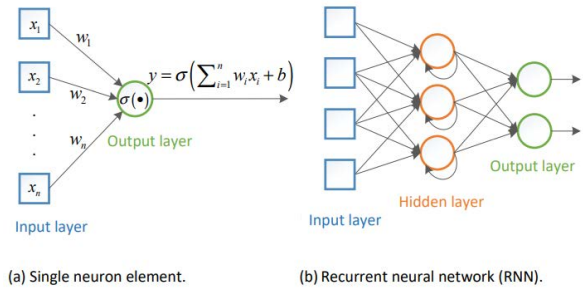 x₁
w₁
x₂
w₂
y = σ(∑ⁿᵢ₌₁ wᵢxᵢ + b)
σ(•)
Output layer
.
.
.
wₙ
xₙ
Input layer
(a) Single neuron element.
Output layer
Hidden layer
Input layer
(b) Recurrent neural network (RNN).